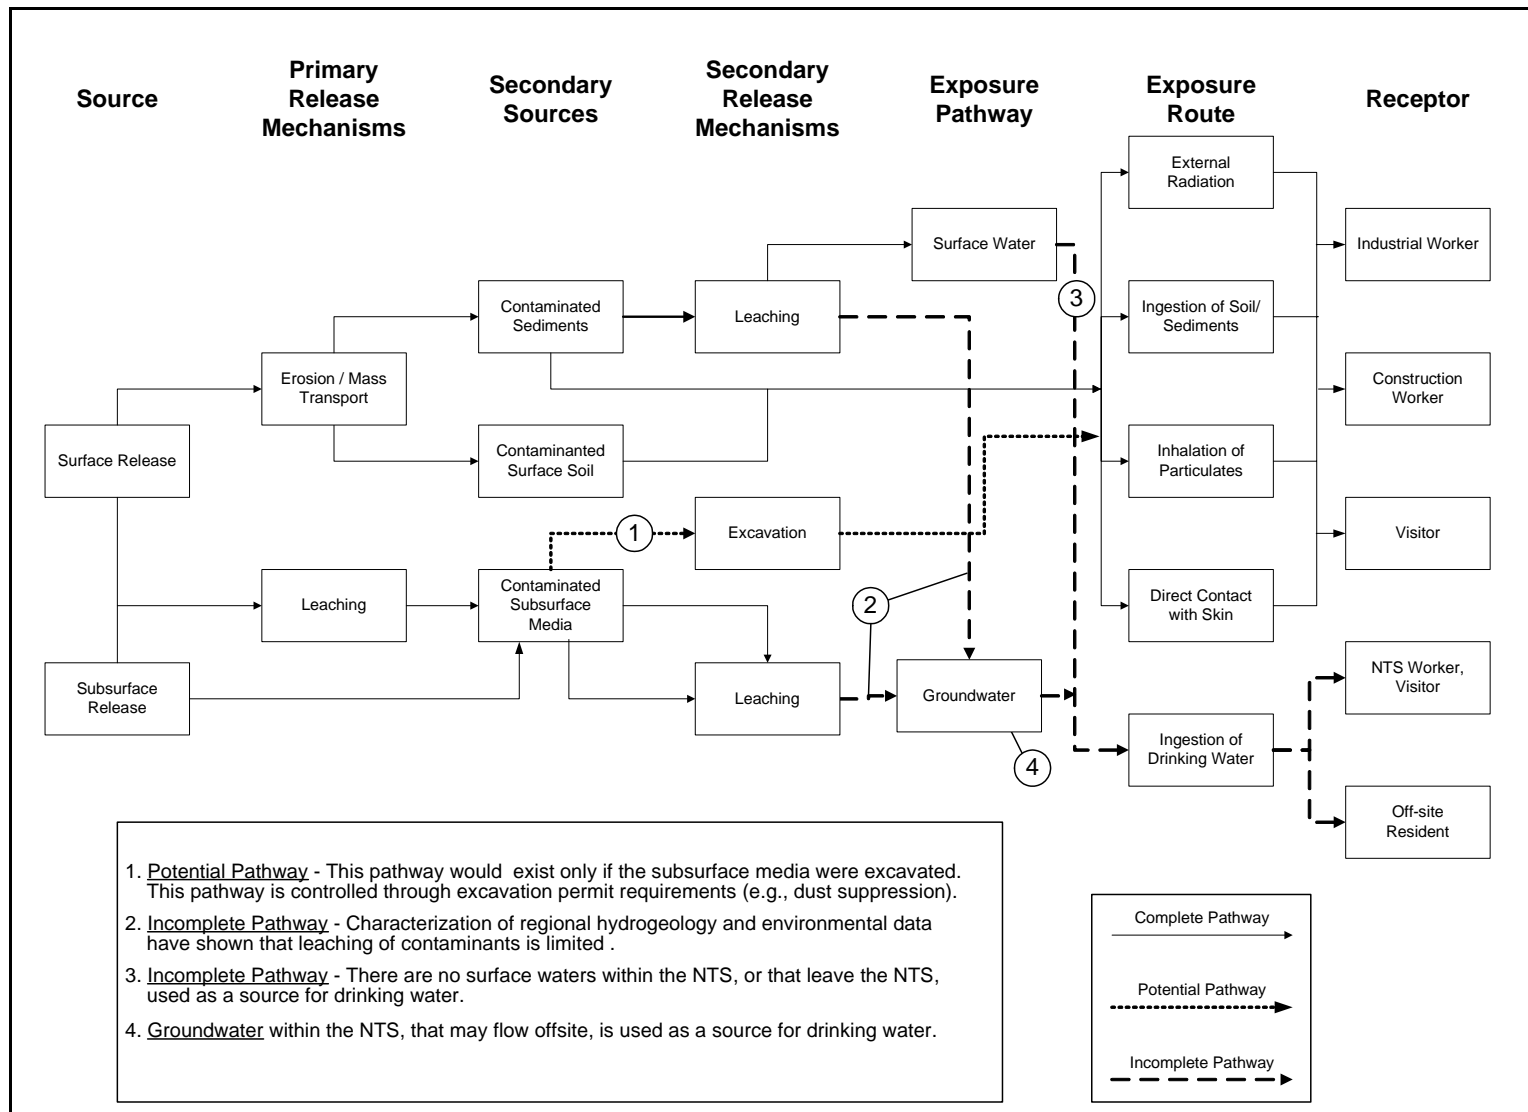 Source
Primary
Release
Mechanisms
Secondary
Sources
Secondary
Release
Mechanisms
Exposure
Pathway
Exposure
Route
Receptor
External
Radiation
Surface Water
Industrial Worker
3
Contaminated
Sediments
Leaching
Ingestion of Soil/
Sediments
Erosion / Mass
Transport
Construction
Worker
Surface Release
Contaminanted
Surface Soil
Inhalation of
Particulates
1
Excavation
Visitor
Leaching
Contaminated
Subsurface
Media
2
Direct Contact
with Skin
Subsurface
Release
Leaching
Groundwater
NTS Worker,
Visitor
4
Ingestion of
Drinking Water
Off-site
Resident
1. Potential Pathway - This pathway would  exist only if the subsurface media were excavated.
This pathway is controlled through excavation permit requirements (e.g., dust suppression).
2. Incomplete Pathway - Characterization of regional hydrogeology and environmental data
have shown that leaching of contaminants is limited .
3. Incomplete Pathway - There are no surface waters within the NTS, or that leave the NTS,
used as a source for drinking water.
4. Groundwater within the NTS, that may flow offsite, is used as a source for drinking water.
Complete Pathway
Potential Pathway
Incomplete Pathway